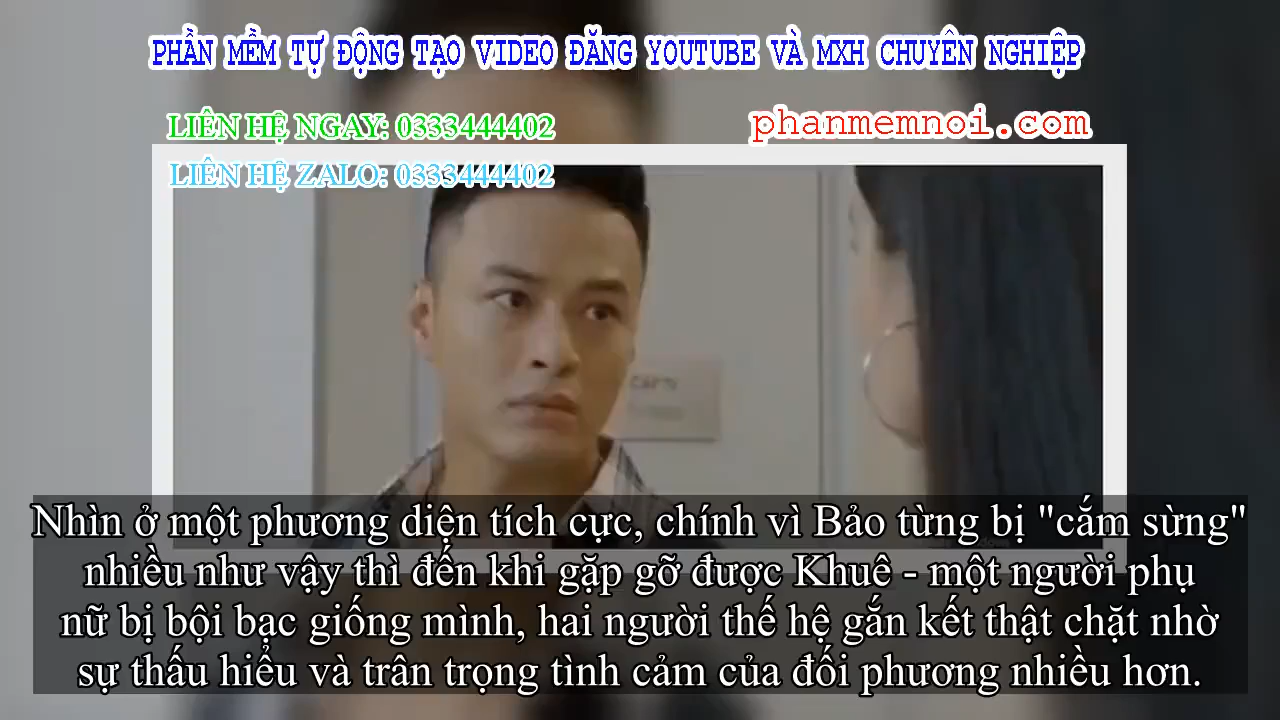 PHẦN MỀM TỰ ĐỘNG TẠO VIDEO ĐĂNG YOUTUBE VÀ MXH CHUYÊN NGHIỆP
LIÊN HỆ NGAY: 0333444402
phanmemnoi.com
LIÊN HỆ ZALO: 0333444402
Nhìn ở một phương diện tích cực, chính vì Bảo từng bị "cắm sừng"
nhiều như vậy thì đến khi gặp gỡ được Khuê - một người phụ
nữ bị bội bạc giống mình, hai người thế hệ gắn kết thật chặt nhờ
sự thấu hiểu và trân trọng tình cảm của đối phương nhiều hơn.